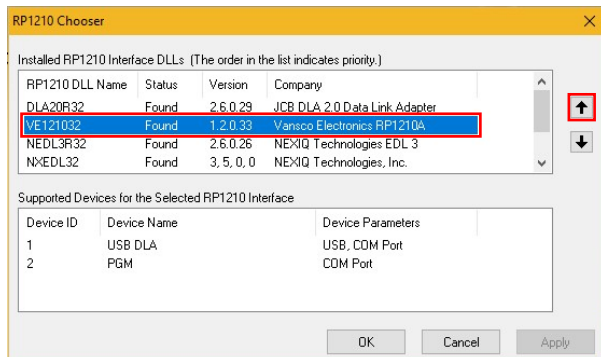 RP1210 Chooser
Installed RP1210 Interface DLLs (The order in the list indicates priority.)
RP1210 DLL Name Status Version Company
DLA20R32 Found 2.6.0.29 JCB DLA 2.0 Data Link Adapter
VE121032 Found 1.2.0.33 Vansco Electronics RP1210A
NEDL3R32 Found 2.6.0.26 NEXIQ Technologies EDL 3
NXEDL32 Found 3, 5, 0, 0 NEXIQ Technologies, Inc.
Supported Devices for the Selected RP1210 Interface
Device ID Device Name Device Parameters
1 USB DLA USB, COM Port
2 PGM COM Port
OK Cancel Apply